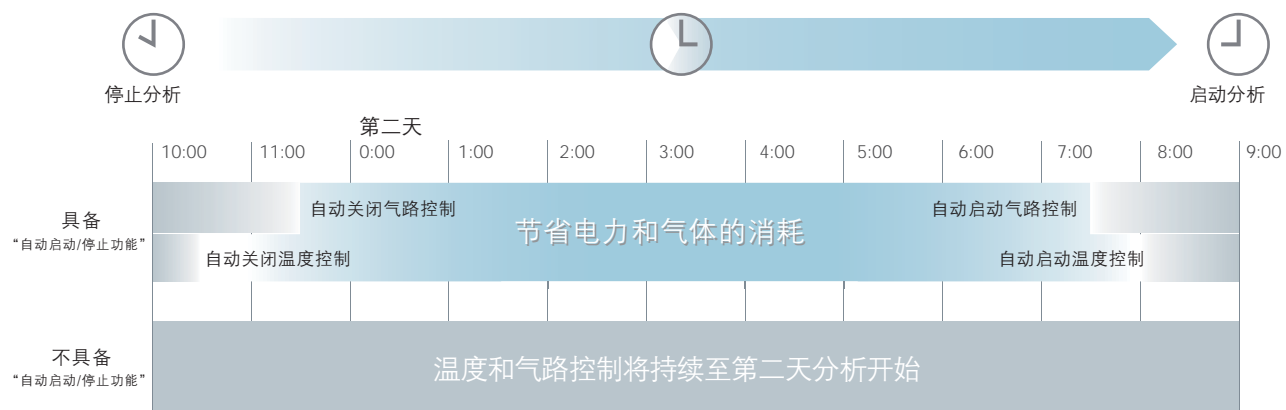 停止分析
启动分析
第二天
10:00 11:00 0:00 1:00 2:00 3:00 4:00 5:00 6:00 7:00 8:00 9:00
具备
“自动启动/停止功能”
自动关闭气路控制
节省电力和气体的消耗
自动启动气路控制
自动关闭温度控制
自动启动温度控制
不具备
“自动启动/停止功能”
温度和气路控制将持续至第二天分析开始